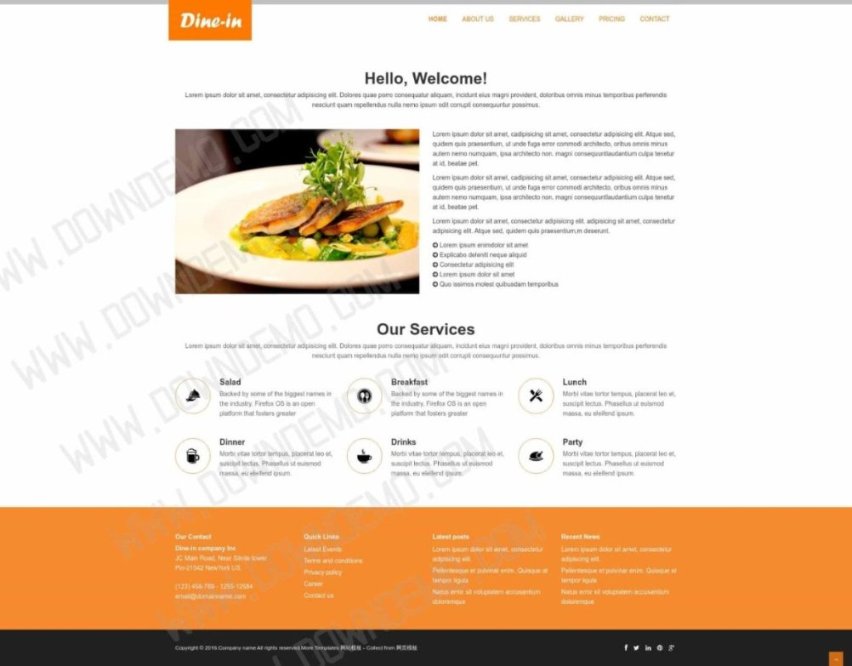 Dine-in
HOME ABOUT US SERVICES GALLERY PRICING CONTACT
Hello, Welcome!
Lorem ipsum dolor sit amet, consectetur adipisicing elit. Dolores quae porro consequatur aliquam, incidunt eius magni provident, doloribus omnis minus temporibus perferendis
nesciunt quam repellendus nulla nemo ipsum odit corrupti consequuntur possimus.
Lorem ipsum dolor sit amet, cadipisicing sit amet, consectetur adipisicing elit. Atque sed,
quidem quis praesentium, ut unde fuga error commodi architecto, oribus omnis minus
autem nemo numquam, ipsa architecto non, magni consequuntlaudantium culpa tenetur
at id, beatae pet.
Lorem ipsum dolor sit amet, cadipisicing sit amet, consectetur adipisicing elit. Atque sed,
quidem quis praesentium, ut unde fuga error commodi architecto, oribus omnis minus
autem nemo numquam, ipsa architecto non, magni consequuntlaudantium culpa tenetur
at id, beatae pet.
Lorem ipsum dolor sit amet, consectetur adipisicing elit. adipisicing sit amet, consectetur
adipisicing elit. Atque sed, quidem quis praesentium,m deserunt.
Lorem ipsum enimdolor sit amet
Explicabo deleniti neque aliquid
Consectetur adipisicing elit
Lorem ipsum dolor sit amet
Quo issimos molest quibusdam temporibus
Our Services
Lorem ipsum dolor sit amet, consectetur adipisicing elit. Dolores quae porro consequatur aliquam, incidunt eius magni provident, doloribus omnis minus temporibus perferendis
nesciunt quam repellendus nulla nemo ipsum odit corrupti consequuntur possimus.
Salad
Backed by some of the biggest names in
the industry, Firefox OS is an open
platform that fosters greater
Breakfast
Backed by some of the biggest names in
the industry, Firefox OS is an open
platform that fosters greater
Lunch
Morbi vitae tortor tempus, placerat leo et,
suscipit lectus. Phasellus ut euismod
massa, eu eleifend ipsum.
Dinner
Morbi vitae tortor tempus, placerat leo et,
suscipit lectus. Phasellus ut euismod
massa, eu eleifend ipsum.
Drinks
Morbi vitae tortor tempus, placerat leo et,
suscipit lectus. Phasellus ut euismod
massa, eu eleifend ipsum.
Party
Morbi vitae tortor tempus, placerat leo et,
suscipit lectus. Phasellus ut euismod
massa, eu eleifend ipsum.
Our Contact
Dine-in company Inc
JC Main Road, Near Silnile tower
Pin-21542 NewYork US.
(123) 456-789 - 1255-12584
email@domainname.com
Quick Links
Latest Events
Terms and conditions
Privacy policy
Career
Contact us
Latest posts
Lorem ipsum dolor sit amet, consectetur
adipiscing elit.
Pellentesque et pulvinar enim. Quisque at
tempor ligula
Natus error sit voluptatem accusantium
doloremque
Recent News
Lorem ipsum dolor sit amet, consectetur
adipiscing elit.
Pellentesque et pulvinar enim. Quisque at
tempor ligula
Natus error sit voluptatem accusantium
doloremque
Copyright © 2016.Company name All rights reserved.More Templates 网站模板 - Collect from 网页模板
WWW.DOWNDEMO.COM
WWW.DOWNDEMO.COM
WWW.DOWNDEMO.COM
WWW.DOWNDEMO.COM